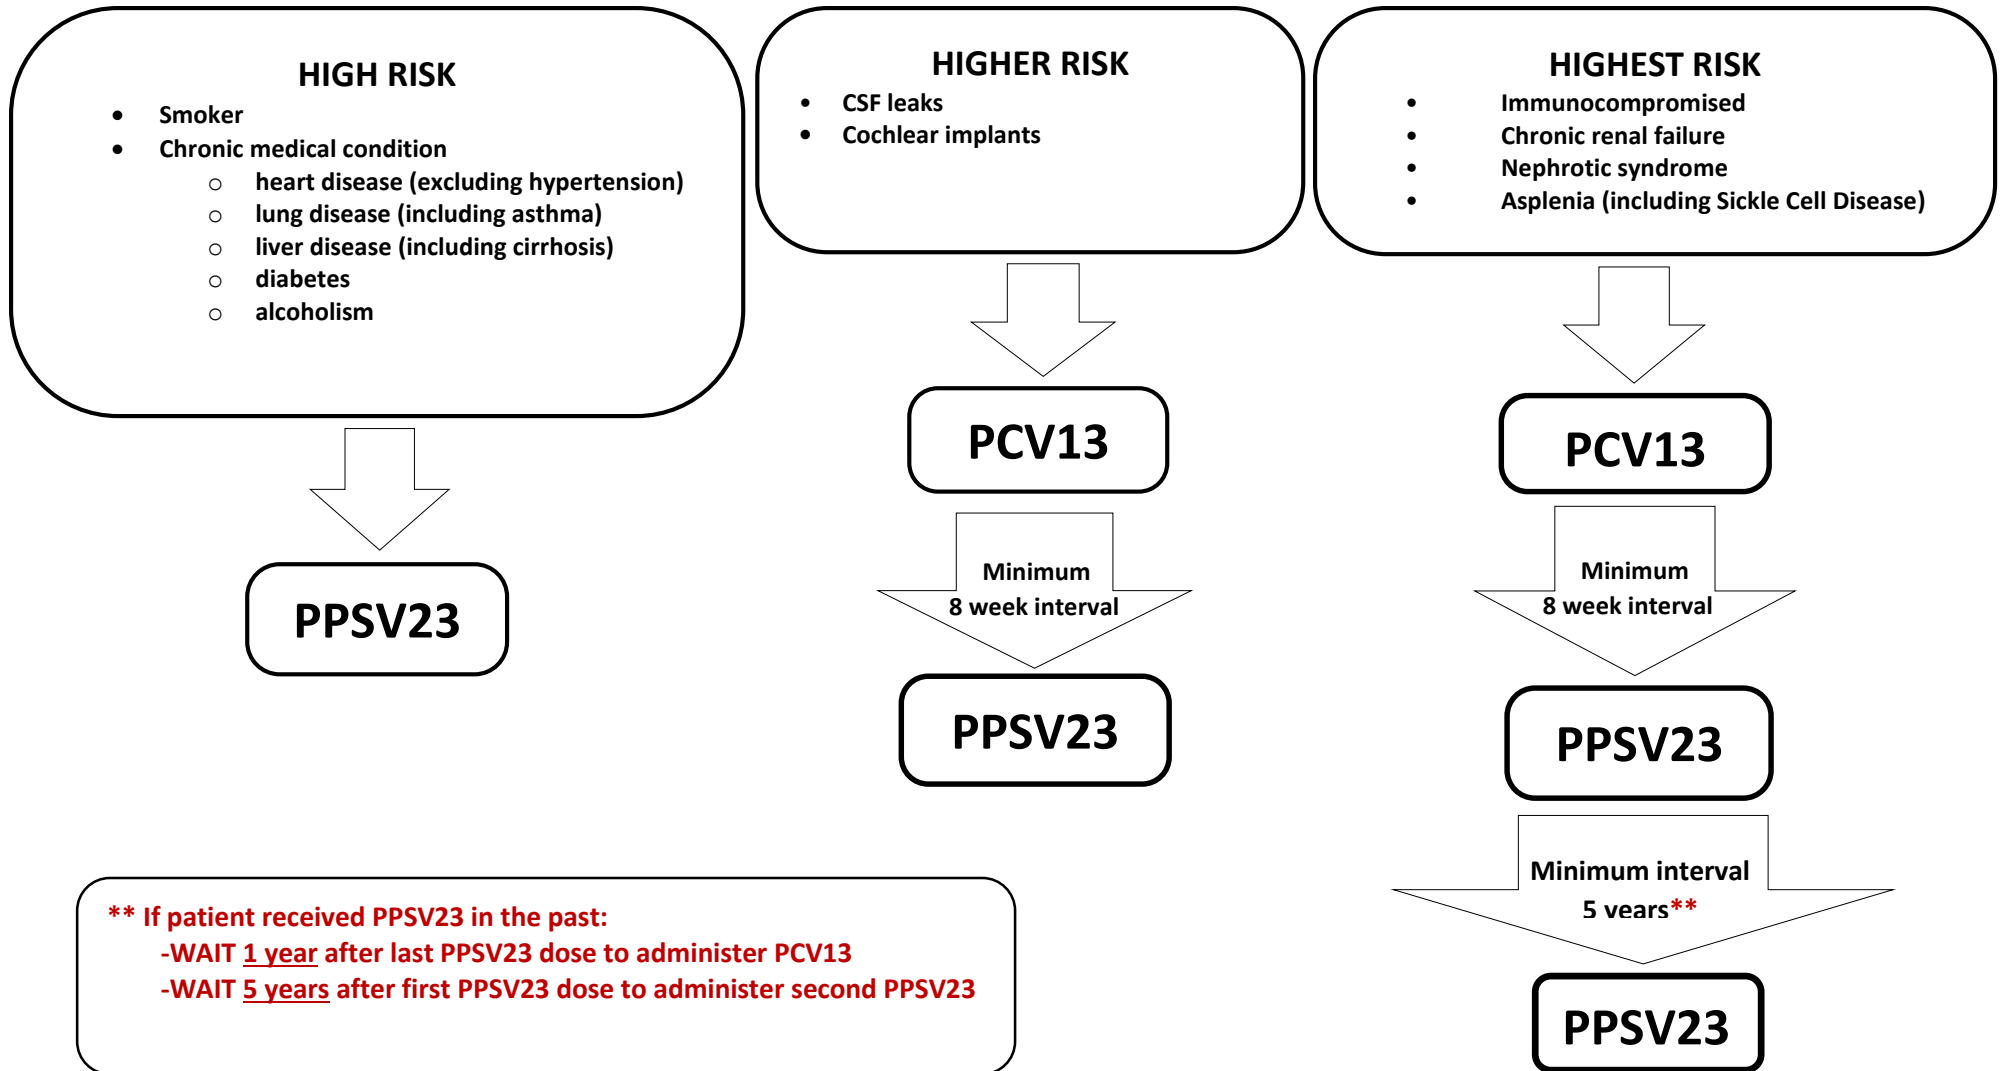 HIGH RISK
• Smoker
• Chronic medical condition
o heart disease (excluding hypertension)
o lung disease (including asthma)
o liver disease (including cirrhosis)
o diabetes
o alcoholism
PPSV23
HIGHER RISK
• CSF leaks
• Cochlear implants
PCV13
Minimum
8 week interval
PPSV23
HIGHEST RISK
• Immunocompromised
• Chronic renal failure
• Nephrotic syndrome
• Asplenia (including Sickle Cell Disease)
PCV13
Minimum
8 week interval
PPSV23
Minimum interval
5 years**
PPSV23
** If patient received PPSV23 in the past:
-WAIT 1 year after last PPSV23 dose to administer PCV13
-WAIT 5 years after first PPSV23 dose to administer second PPSV23